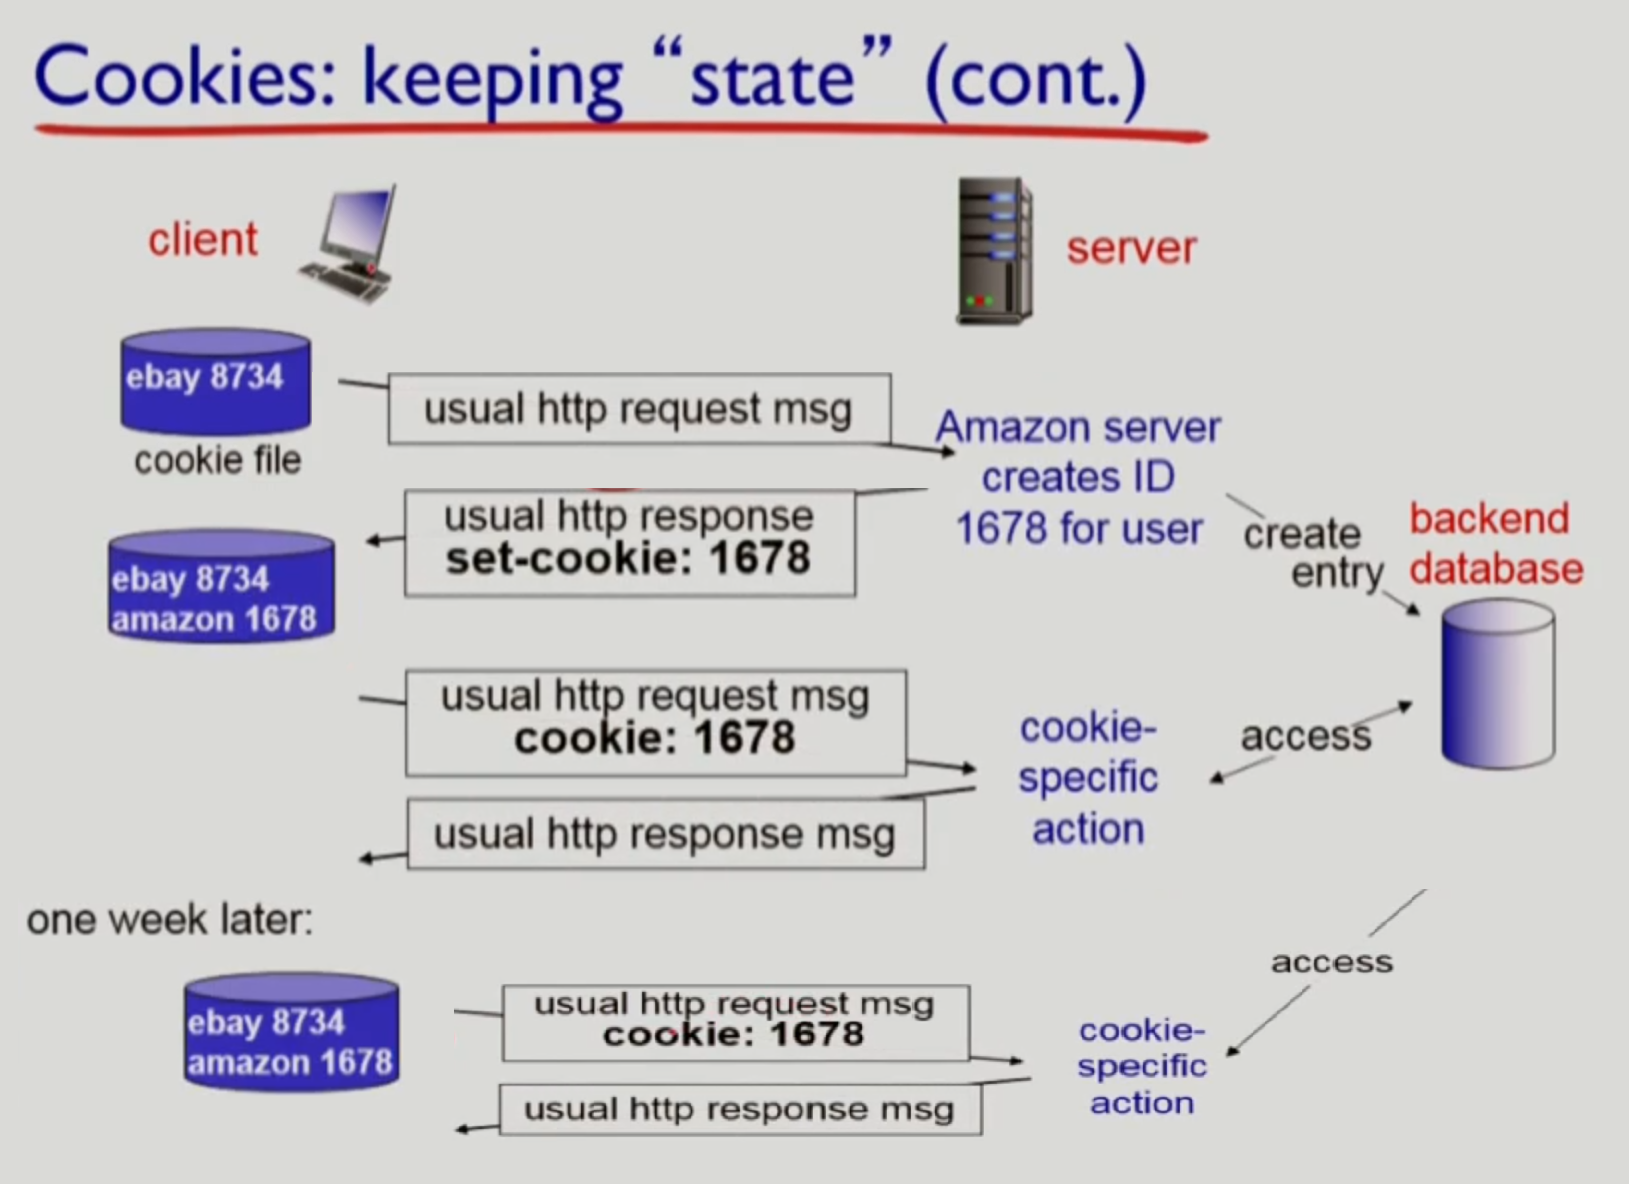 Cookies: keeping “state” (cont.)
client
server
ebay 8734
cookie file
usual http request msg
Amazon server
creates ID
1678 for user
usual http response
set-cookie: 1678
create
entry
backend
database
ebay 8734
amazon 1678
usual http request msg
cookie: 1678
cookie-
specific
action
access
usual http response msg
one week later:
access
ebay 8734
amazon 1678
usual http request msg
cookie: 1678
cookie-
specific
action
usual http response msg